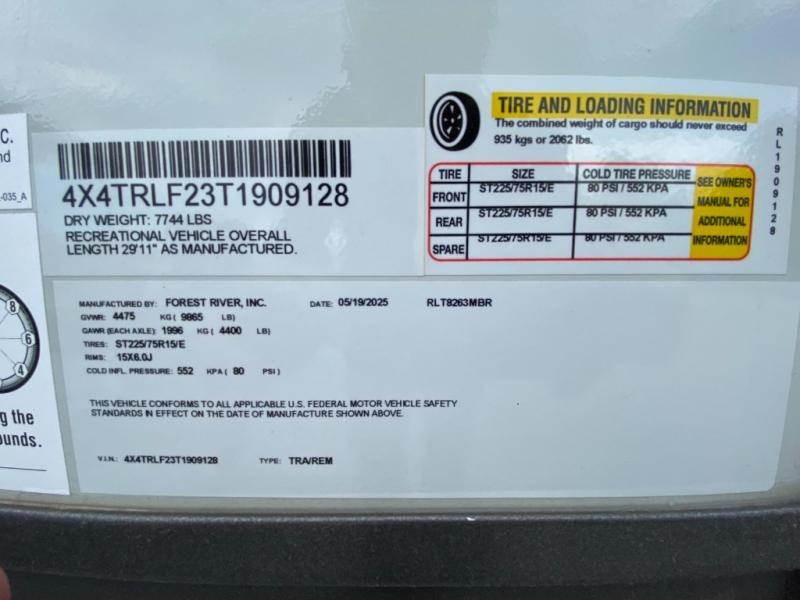 C.
nd
-035_A
8
6
4
g the
ounds.
4X4TRLF23T1909128
DRY WEIGHT: 7744 LBS
RECREATIONAL VEHICLE OVERALL
LENGTH 29'11" AS MANUFACTURED.
TIRE AND LOADING INFORMATION
The combined weight of cargo should never exceed
935 kgs or 2062 lbs.
TIRE SIZE COLD TIRE PRESSURE
FRONT ST225/75R15/E 80 PSI / 552 KPA
REAR ST225/75R15/E 80 PSI / 552 KPA
SPARE ST225/75R15/E 80 PSI / 552 KPA
SEE OWNER'S
MANUAL FOR
ADDITIONAL
INFORMATION
RL1909128
MANUFACTURED BY: FOREST RIVER, INC. DATE: 05/19/2025 RLT8263MBR
GVWR: 4475 KG ( 9865 LB)
GAWR (EACH AXLE): 1996 KG ( 4400 LB)
TIRES: ST225/75R15/E
RIMS: 15X6.0J
COLD INFL. PRESSURE: 552 KPA ( 80 PSI )
THIS VEHICLE CONFORMS TO ALL APPLICABLE U.S. FEDERAL MOTOR VEHICLE SAFETY
STANDARDS IN EFFECT ON THE DATE OF MANUFACTURE SHOWN ABOVE.
V.I.N.: 4X4TRLF23T1909128 TYPE: TRA/REM